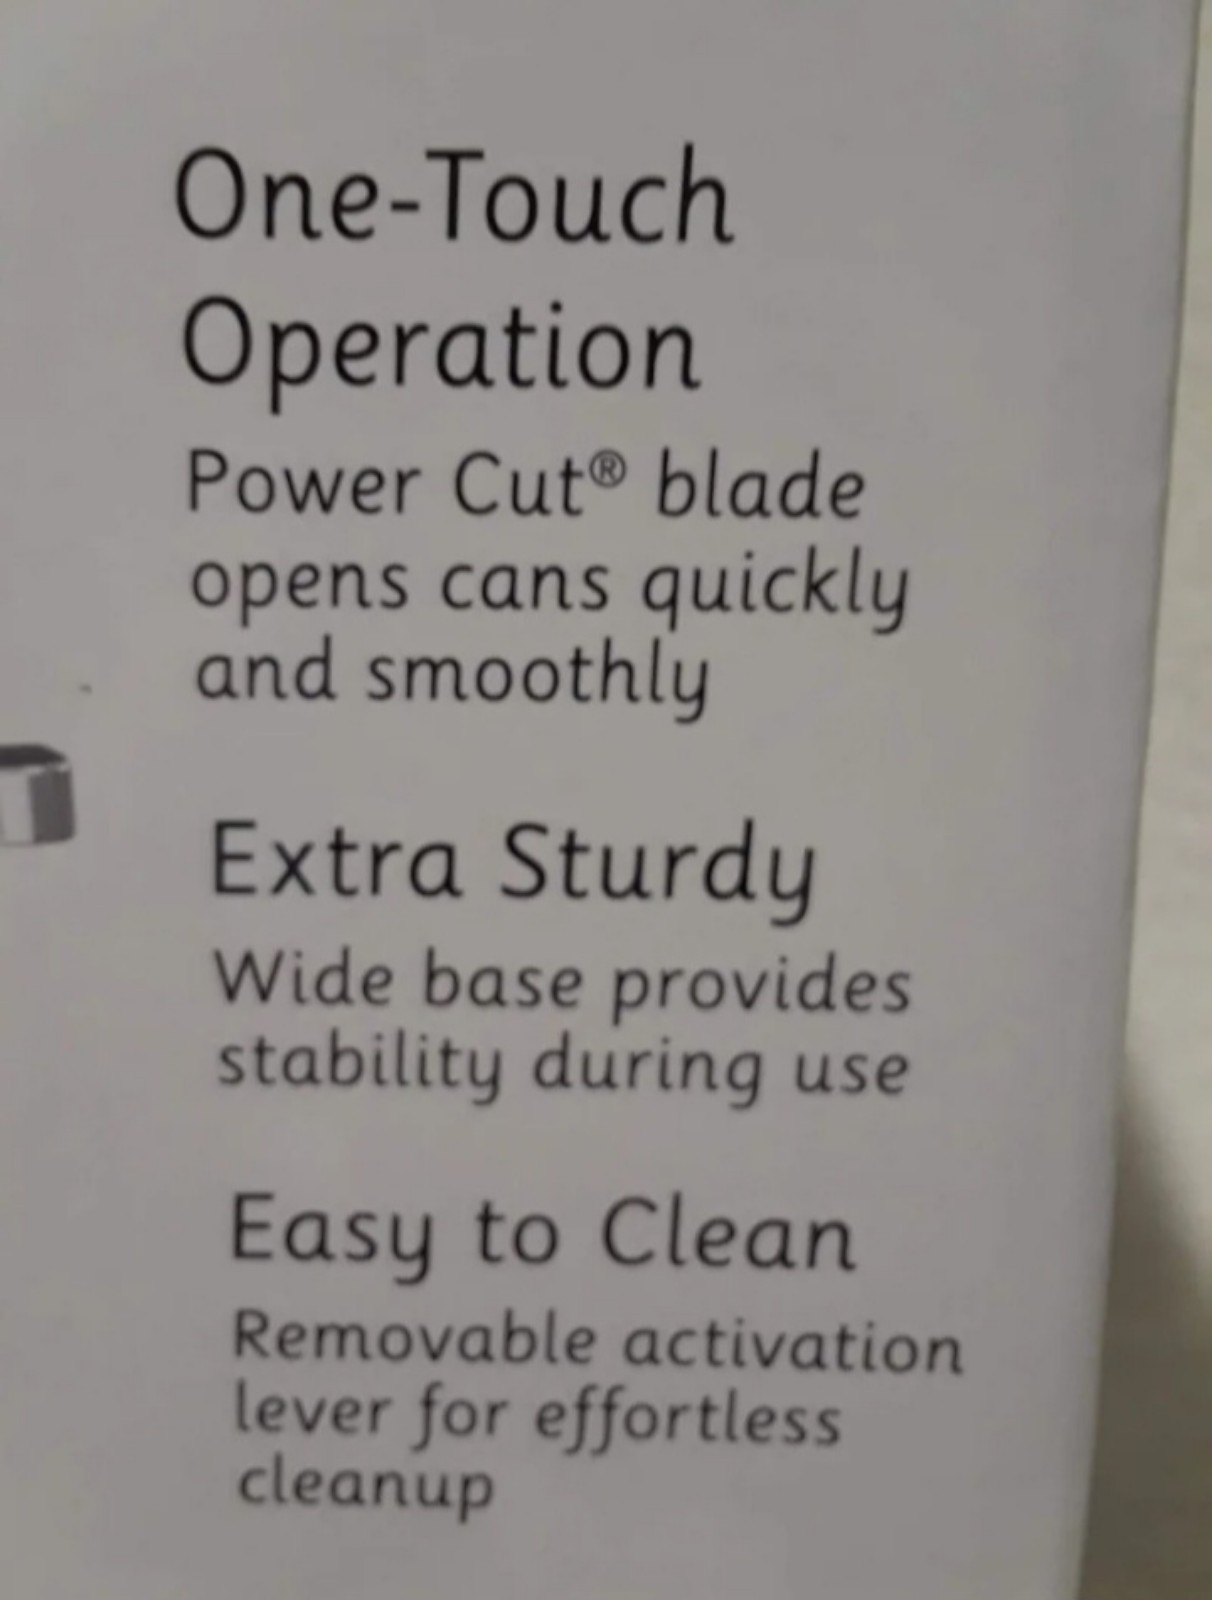 One-Touch
Operation
Power Cut® blade
opens cans quickly
and smoothly
Extra Sturdy
Wide base provides
stability during use
Easy to Clean
Removable activation
lever for effortless
cleanup